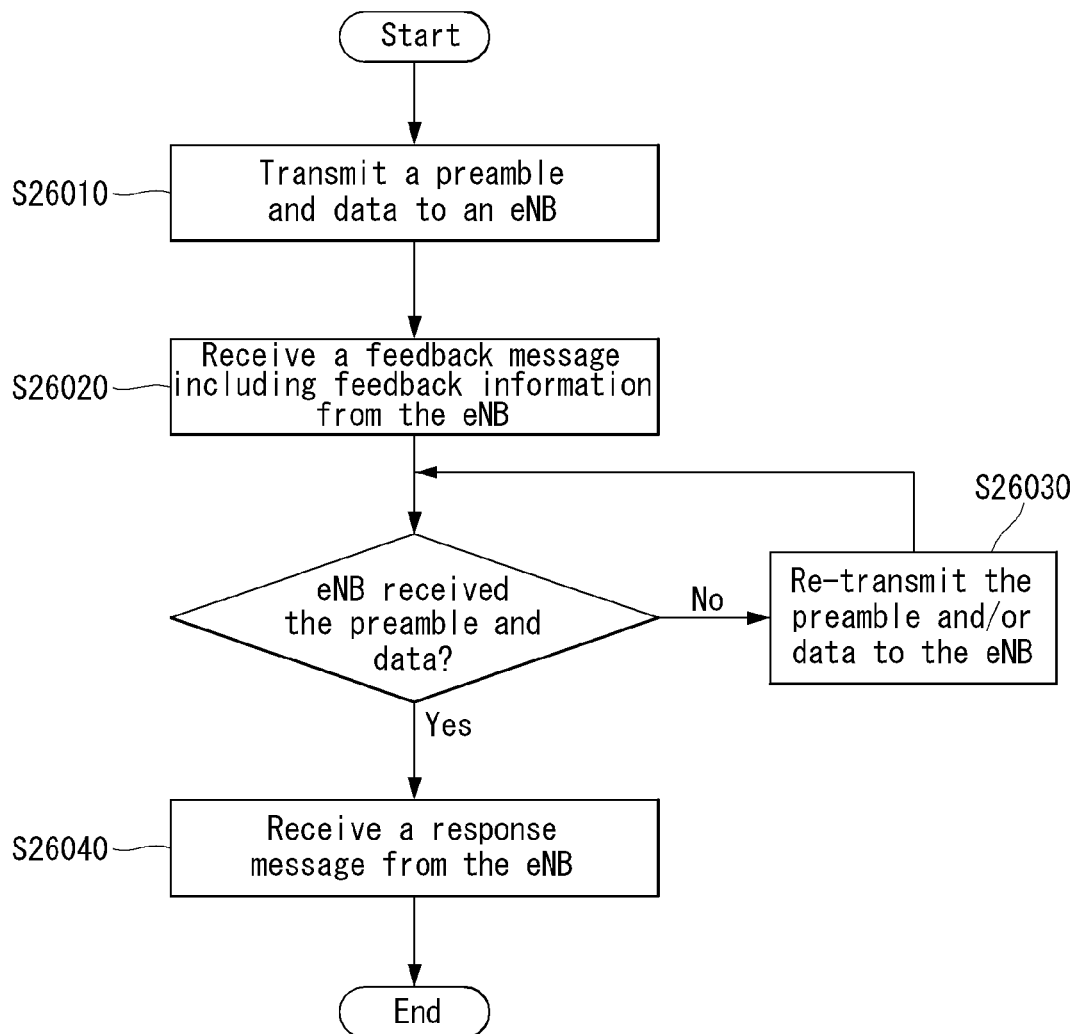 Start
S26010
Transmit a preamble
and data to an eNB
S26020
Receive a feedback message
including feedback information
from the eNB
S26030
eNB received
the preamble and
data?
No
Re-transmit the
preamble and/or
data to the eNB
Yes
S26040
Receive a response
message from the eNB
End